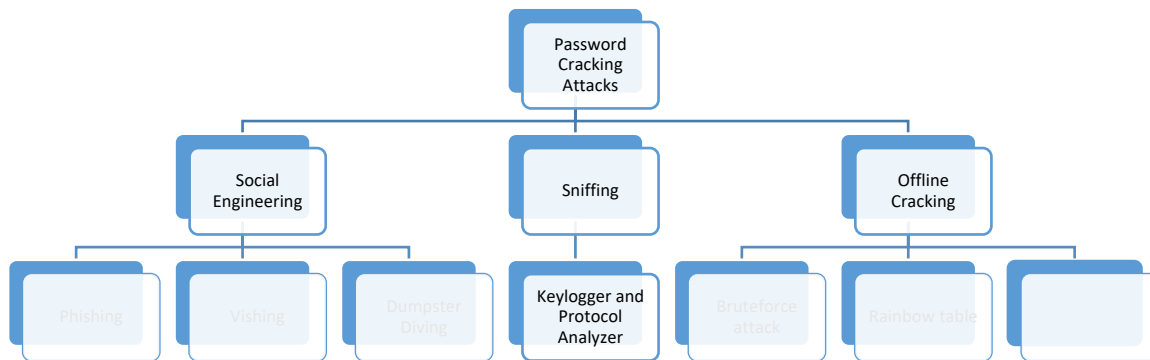 Password
Cracking
Attacks
Social
Engineering
Sniffing
Offline
Cracking
Phishing
Vishing
Dumpster
Diving
Keylogger and
Protocol
Analyzer
Bruteforce
attack
Rainbow table